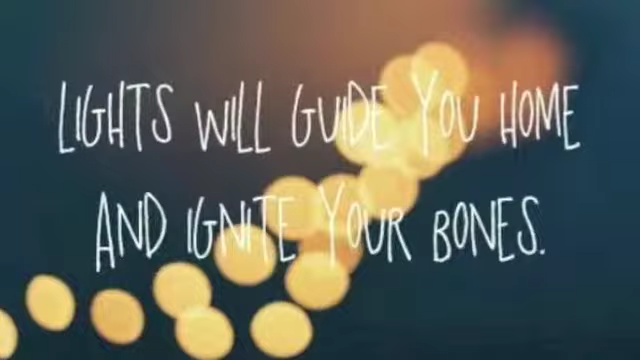 LIGHTS WILL GUIDE YOU HOME
AND IGNITE YOUR BONES.